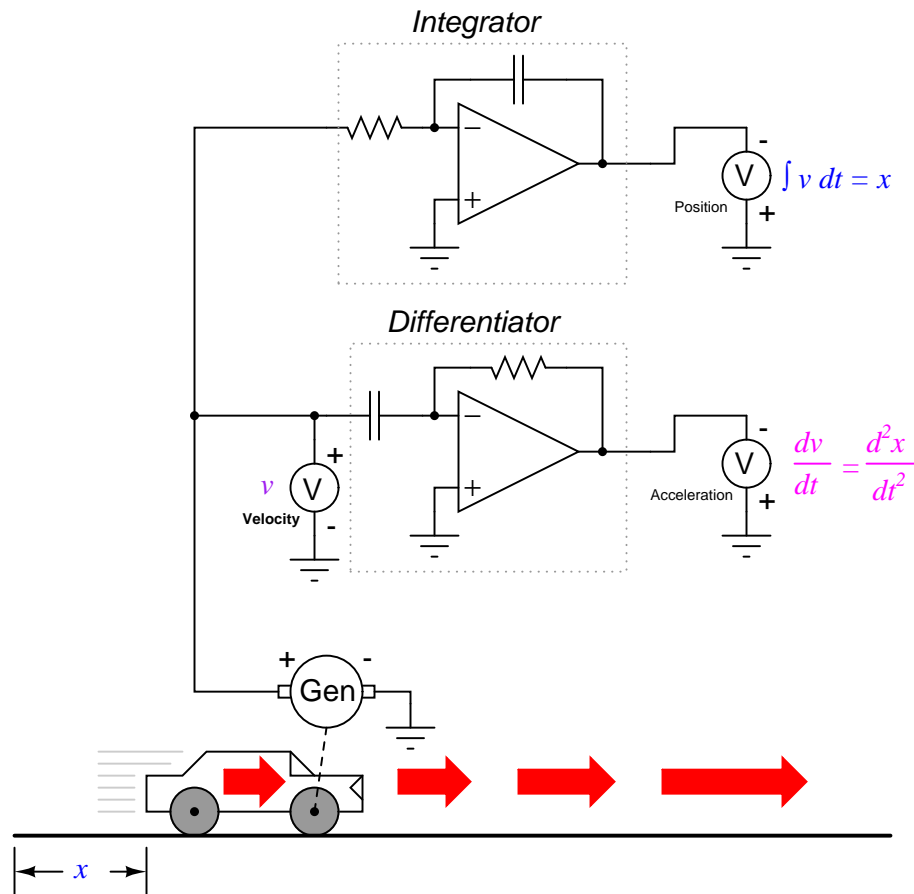 Integrator
−
+
-
V
+
Position
∫ v dt = x
Differentiator
−
+
-
V
+
Acceleration
dv/dt = d²x/dt²
+
v
V
Velocity
-
+
-
Gen
x